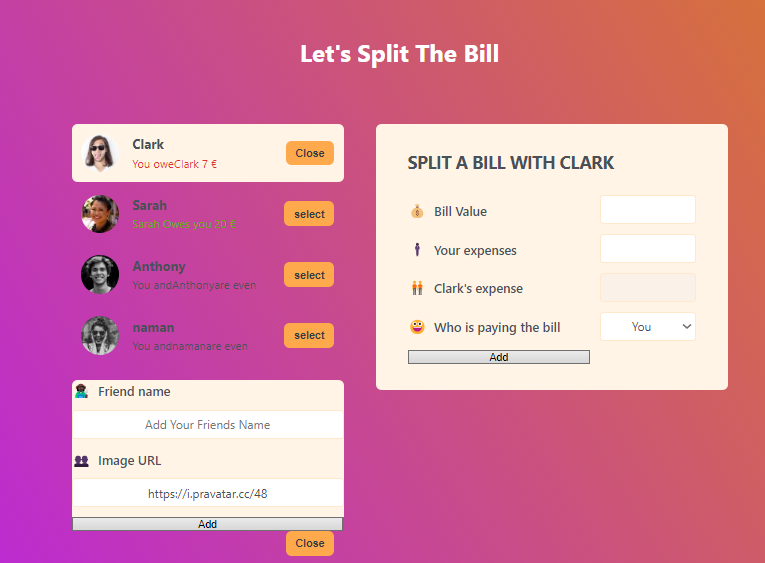 Let's Split The Bill
Clark
You oweClark 7 €
Close
Sarah
Sarah Owes you 20 €
select
Anthony
You andAnthonyare even
select
naman
You andnamanare even
select
Friend name
Add Your Friends Name
Image URL
https://i.pravatar.cc/48
Add
Close
SPLIT A BILL WITH CLARK
Bill Value
Your expenses
Clark's expense
Who is paying the bill
You
Add